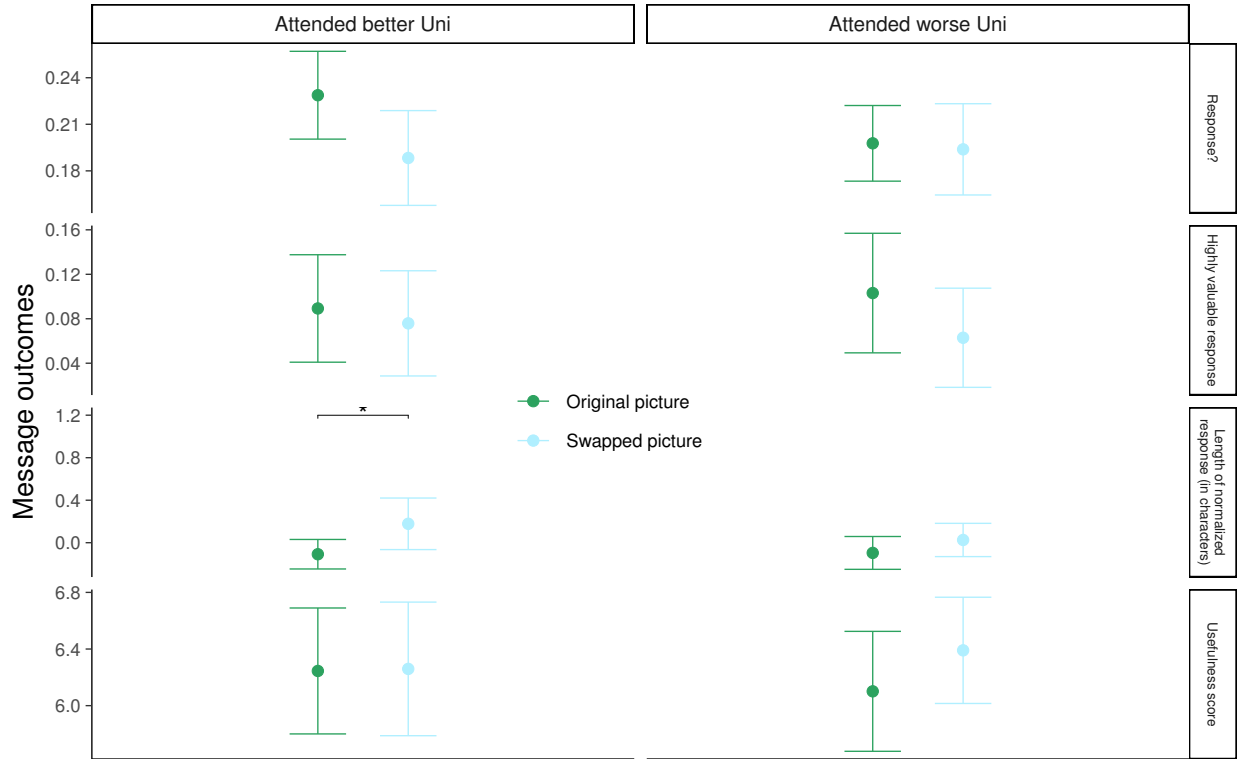 Attended better Uni
Attended worse Uni
Message outcomes
0.24
0.21
0.18
Response?
0.16
0.12
0.08
0.04
Highly valuable response
1.2
0.8
0.4
0.0
*
Original picture
Swapped picture
Length of normalized
response (in characters)
6.8
6.4
6.0
Usefulness score